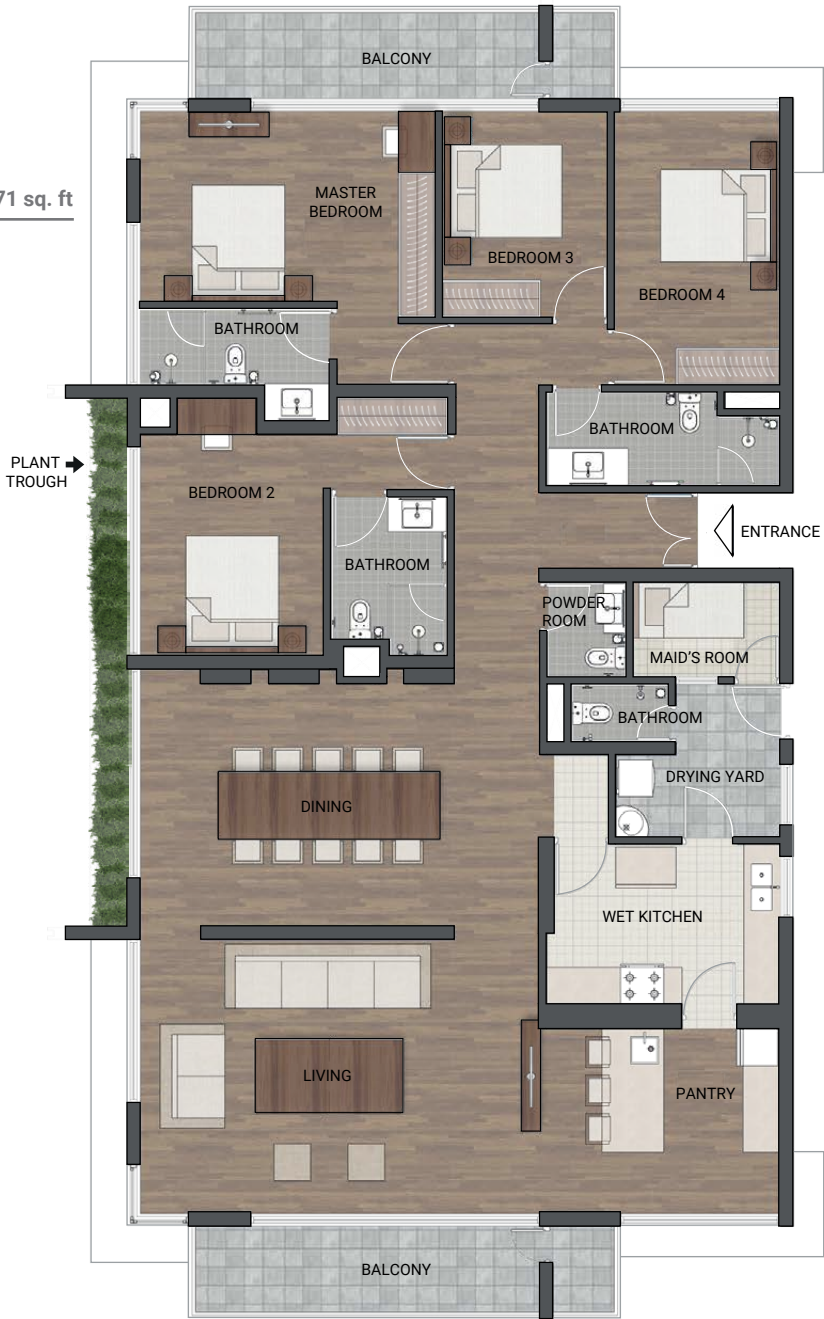 BALCONY
71 sq. ft
MASTER
BEDROOM
BEDROOM 3
BEDROOM 4
BATHROOM
BATHROOM
PLANT
TROUGH
BEDROOM 2
ENTRANCE
BATHROOM
POWDER
ROOM
MAID'S ROOM
BATHROOM
DRYING YARD
DINING
WET KITCHEN
LIVING
PANTRY
BALCONY